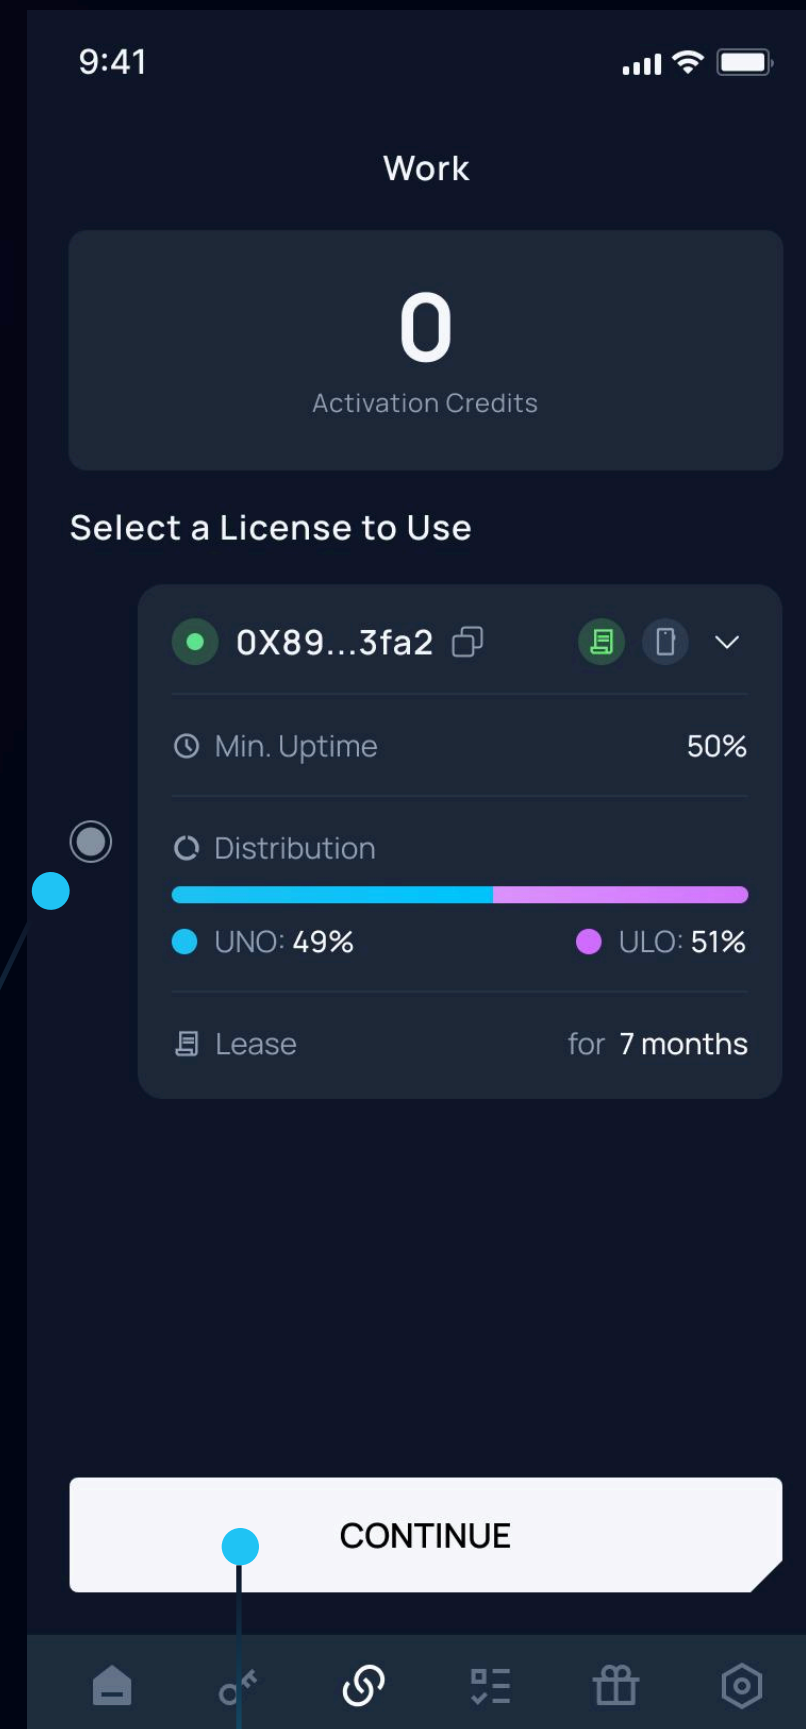 9:41
Work
0
Activation Credits
Select a License to Use
0X89...3fa2
Min. Uptime 50%
Distribution
UNO: 49% ULO: 51%
Lease for 7 months
CONTINUE